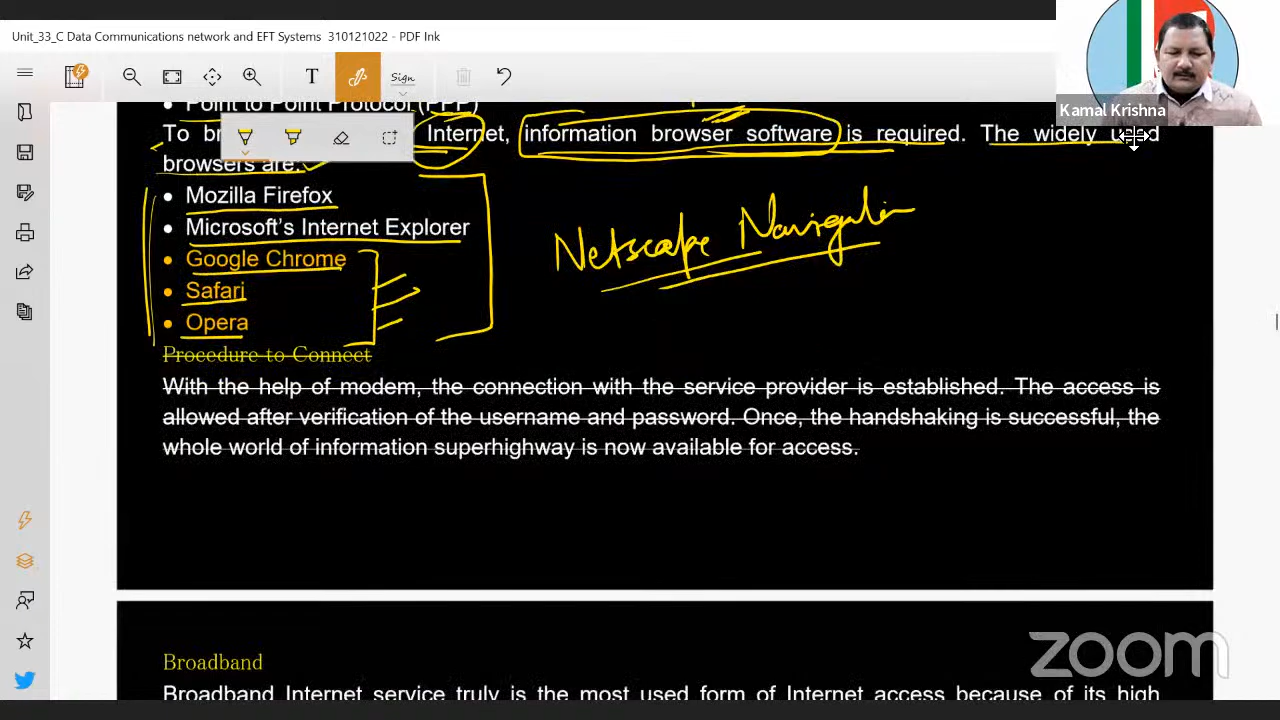 Unit_33_C Data Communications network and EFT Systems 310121022 - PDF Ink
Kamal Krishna
T
Sign
• Point to Point Protocol (PPP)
To Internet, information browser software is required. The widely used
browsers are:
• Mozilla Firefox
• Microsoft's Internet Explorer
• Google Chrome
• Safari
• Opera
Netscape Navigator
Procedure to Connect
With the help of modem, the connection with the service provider is established. The access is
allowed after verification of the username and password. Once, the handshaking is successful, the
whole world of information superhighway is now available for access.
Broadband
Broadband Internet service truly is the most used form of Internet access because of its high
zoom